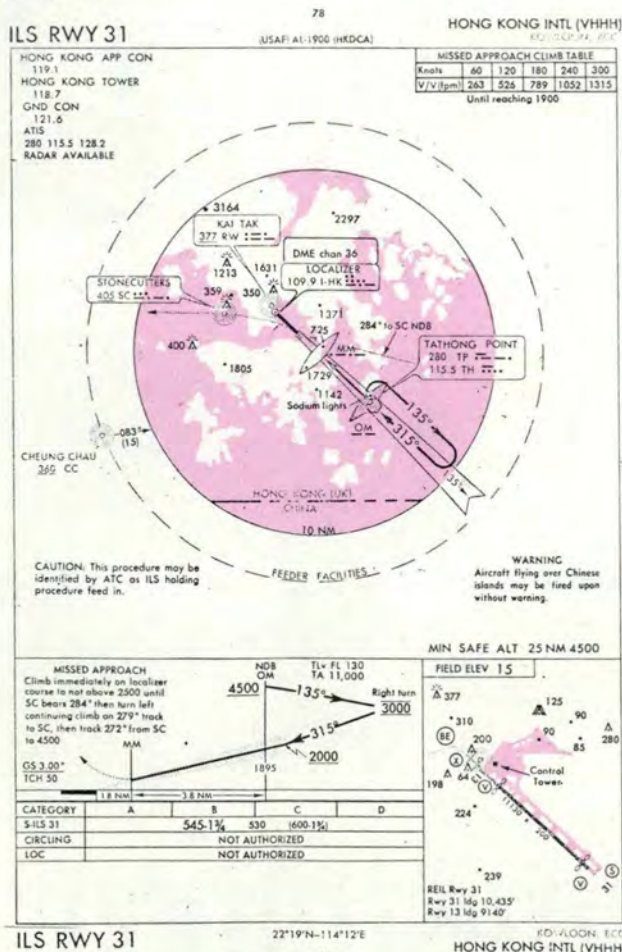 78
ILS RWY 31
(USAF) AL-1900 (HKDCA)
HONG KONG INTL (VHHH)
KOWLOON, ECC
HONG KONG APP CON
119.1
HONG KONG TOWER
118.7
GND CON
121.6
ATIS
280 115.5 128.2
RADAR AVAILABLE
MISSED APPROACH CLIMB TABLE
Knots 60 120 180 240 300
V/V(fpm) 263 526 789 1052 1315
Until reaching 1900
3164
2297
KAI TAK
377 RW
DME chan 36
LOCALIZER
109.9 I-HK
1213
1631
STONECUTTERS
405 SC
359
350
1371
725
284° to SC NDB
MM
TATHONG POINT
280 TP
115.5 TH
400
1805
1729
1142
Sodium lights
OM
135°
315°
135°
083°
(15)
CHEUNG CHAU
360 CC
HONG KONG (UK)
CHINA
10 NM
FEEDER FACILITIES
CAUTION: This procedure may be
identified by ATC as ILS holding
procedure feed in.
WARNING
Aircraft flying over Chinese
islands may be fired upon
without warning.
MIN SAFE ALT 25 NM 4500
MISSED APPROACH
Climb immediately on localizer
course to not above 2500 until
SC bears 284° then turn left
continuing climb on 279° track
to SC, then track 272° from SC
to 4500
NDB
OM
TLv FL 130
TA 11,000
4500
135°
Right turn
3000
315°
2000
1895
MM
GS 3.00°
TCH 50
1.8 NM
3.8 NM
CATEGORY A B C D
S-ILS 31 545-1¾ 530 (600-1¾)
CIRCLING NOT AUTHORIZED
LOC NOT AUTHORIZED
FIELD ELEV 15
377
125
310
90
90
BE
200
85
280
X
64
Control
Tower
198
224
11130
200
239
V
S
31
REIL Rwy 31
Rwy 31 ldg 10,435'
Rwy 13 ldg 9140'
ILS RWY 31
22°19'N-114°12'E
KOWLOON, ECC
HONG KONG INTL (VHHH